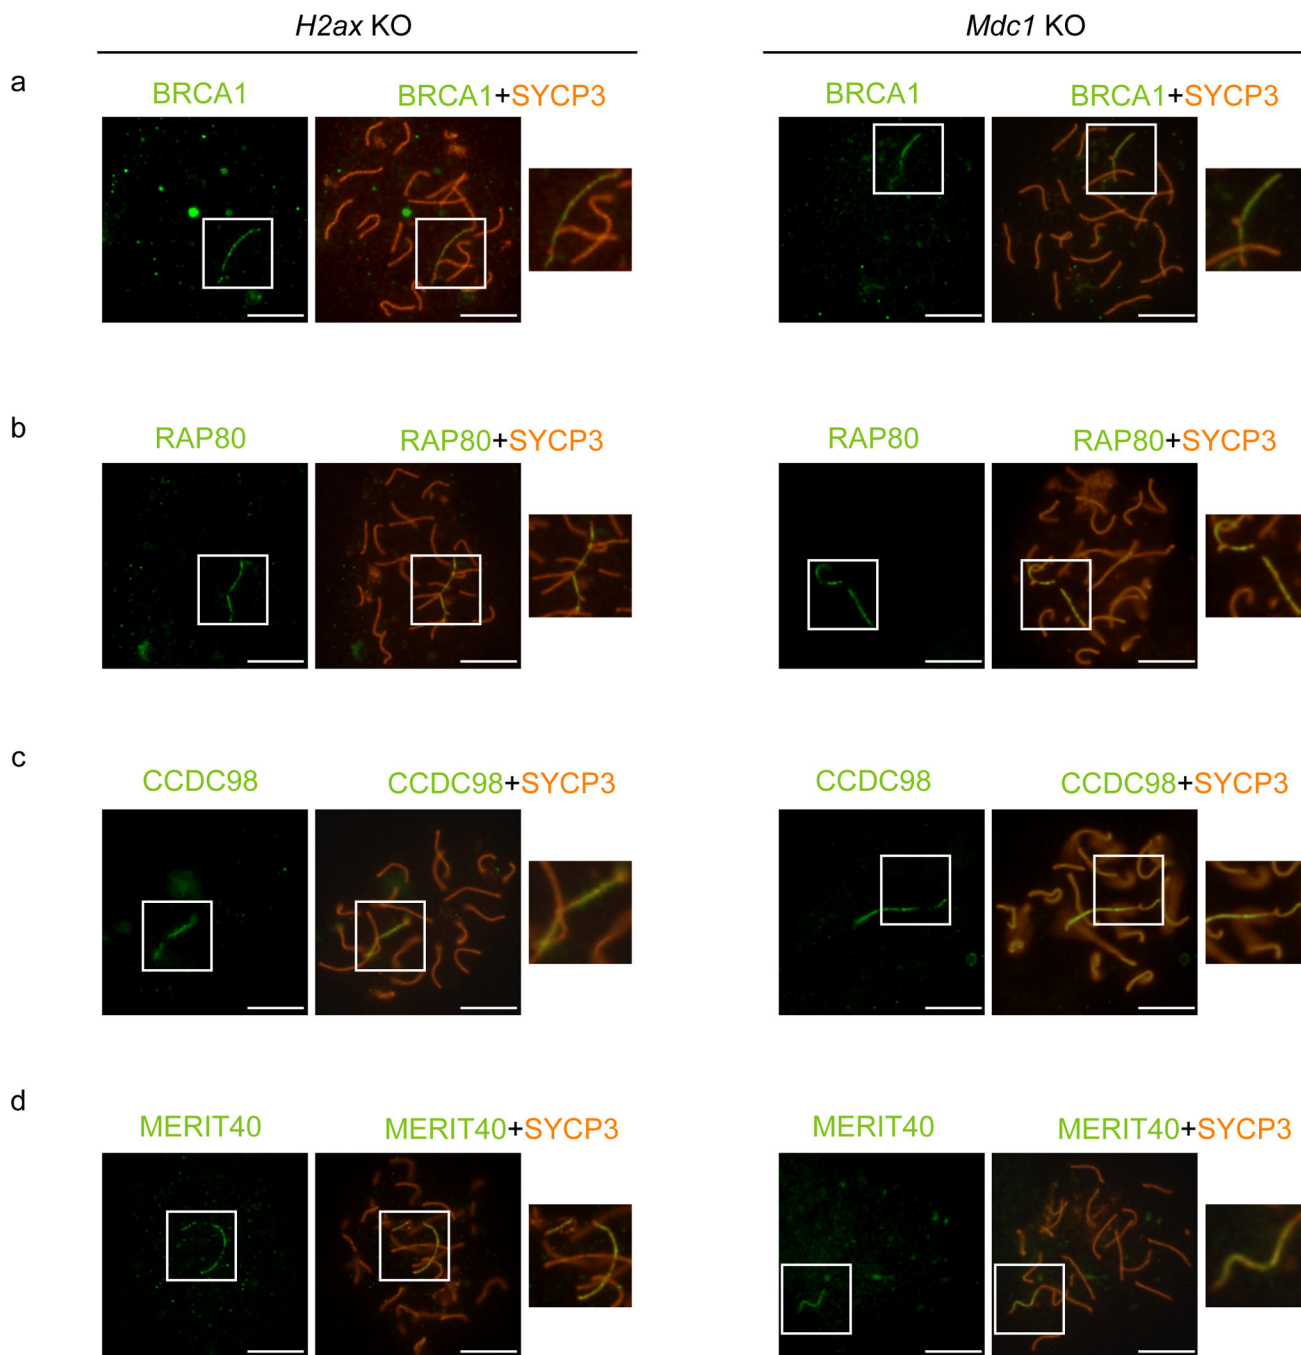 H2ax KO Mdc1 KO
a
BRCA1 BRCA1+SYCP3 BRCA1 BRCA1+SYCP3
b
RAP80 RAP80+SYCP3 RAP80 RAP80+SYCP3
c
CCDC98 CCDC98+SYCP3 CCDC98 CCDC98+SYCP3
d
MERIT40 MERIT40+SYCP3 MERIT40 MERIT40+SYCP3